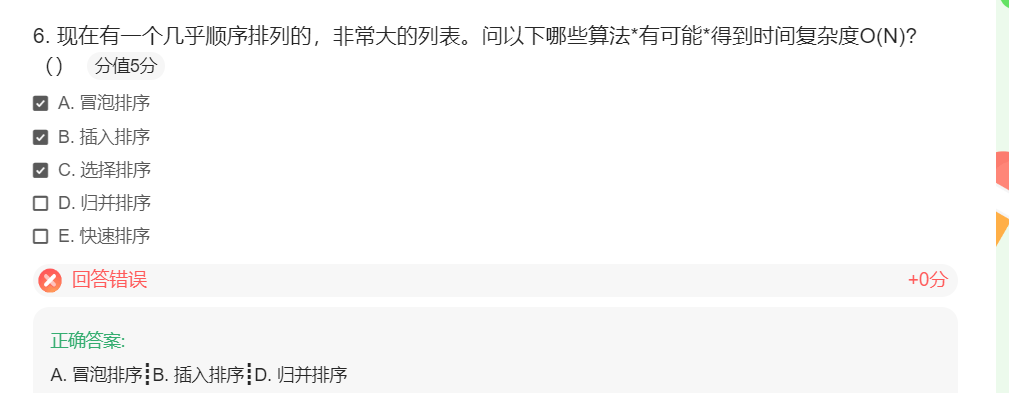 6. 现在有一个几乎顺序排列的，非常大的列表。问以下哪些算法*有可能*得到时间复杂度O(N)?
（） 分值5分
A. 冒泡排序
B. 插入排序
C. 选择排序
D. 归并排序
E. 快速排序
回答错误 +0分
正确答案:
A. 冒泡排序┇B. 插入排序┇D. 归并排序